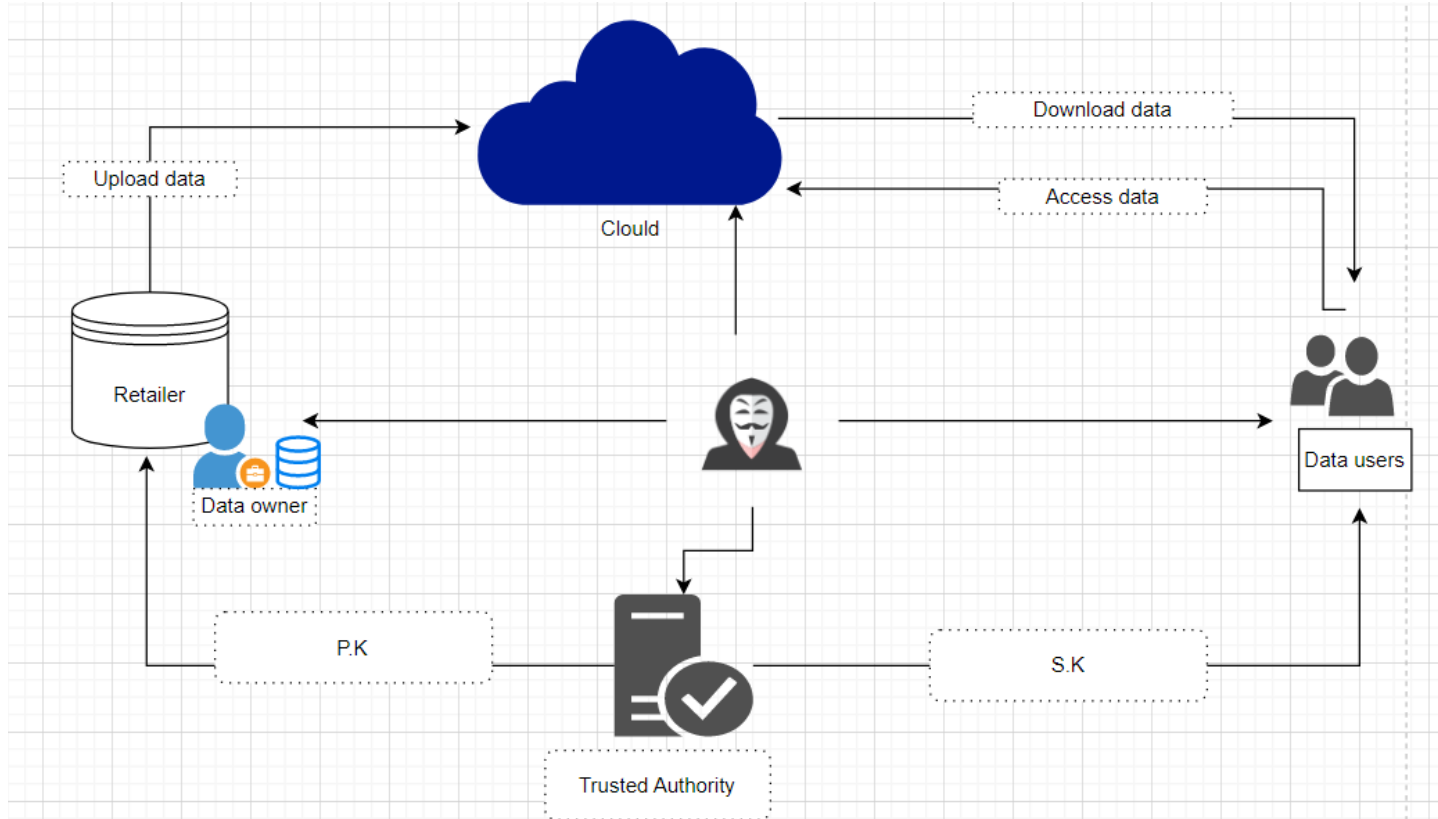 Download data
Upload data
Access data
Clould
Retailer
Data users
Data owner
P.K
S.K
Trusted Authority